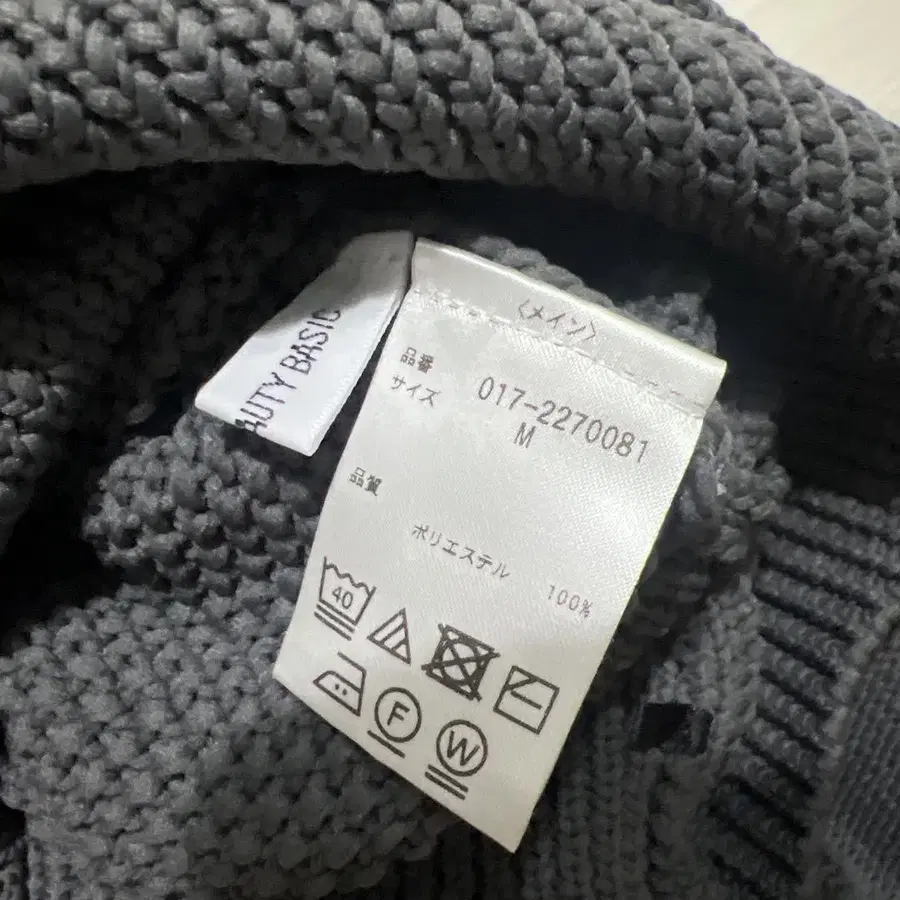 AUTY BASIC
〈メイン〉
品番 017-2270081
サイズ M
品質
ポリエステル 100%
40
F
W